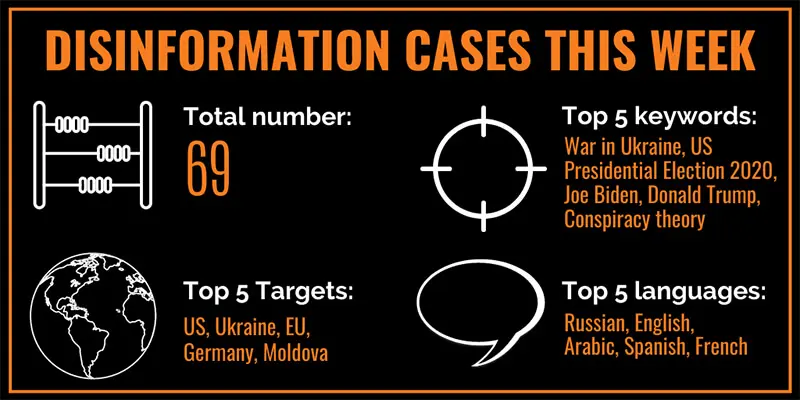 DISINFORMATION CASES THIS WEEK
Total number:
69
Top 5 keywords:
War in Ukraine, US
Presidential Election 2020,
Joe Biden, Donald Trump,
Conspiracy theory
Top 5 Targets:
US, Ukraine, EU,
Germany, Moldova
Top 5 languages:
Russian, English,
Arabic, Spanish, French